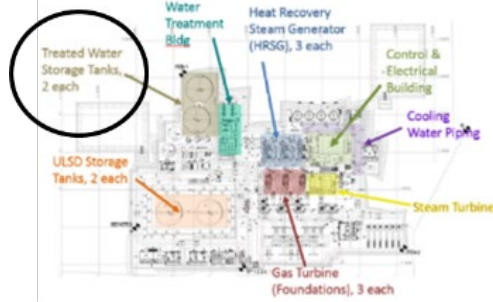 Water
Treatment
Bldg
Heat Recovery
Steam Generator
(HRSG), 3 each
Treated Water
Storage Tanks,
2 each
Control &
Electrical
Building
Cooling
Water Piping
ULSD Storage
Tanks, 2 each
Steam Turbine
Gas Turbine
(Foundations), 3 each